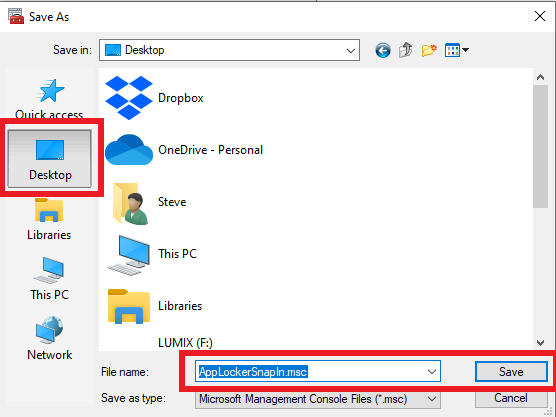 Save As
Save in:
Desktop
Quick access
Desktop
Libraries
This PC
Network
Dropbox
OneDrive - Personal
Steve
This PC
Libraries
LUMIX (F:)
File name:
AppLockerSnapIn.msc
Save
Save as type:
Microsoft Management Console Files (*.msc)
Cancel